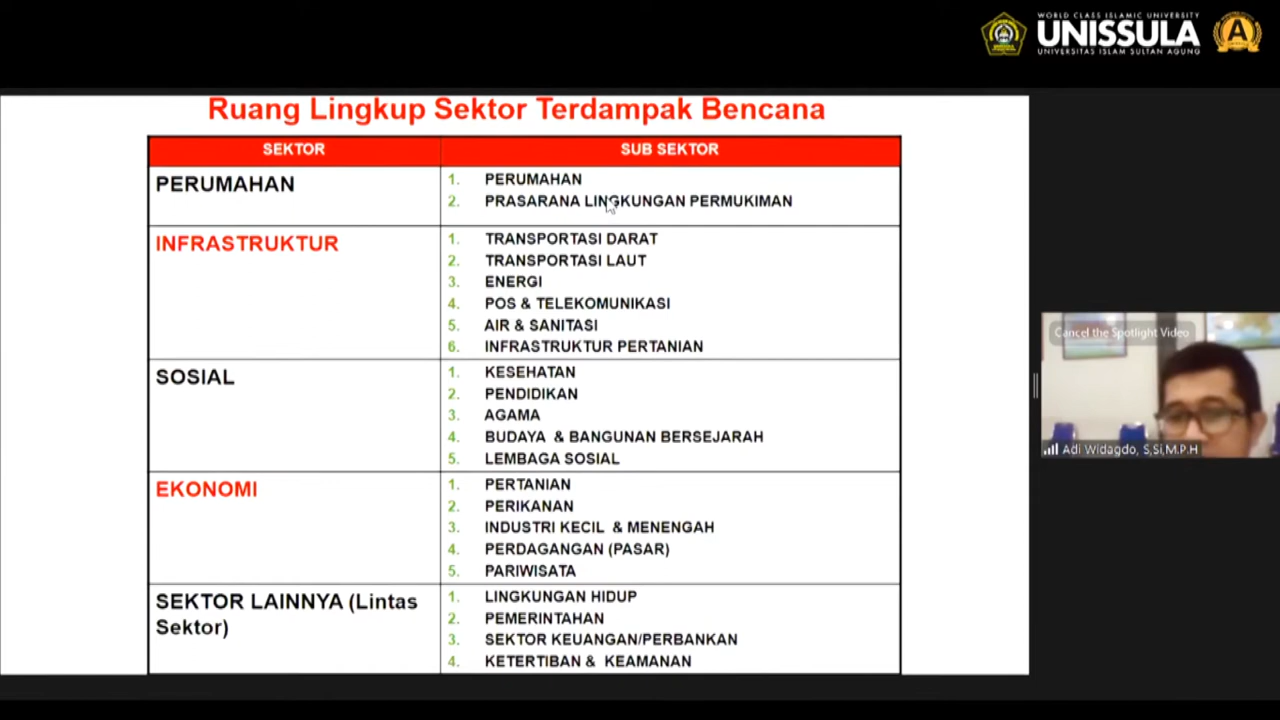 WORLD CLASS ISLAMIC UNIVERSITY
UNISSULA
UNIVERSITAS ISLAM SULTAN AGUNG
A
Ruang Lingkup Sektor Terdampak Bencana
SEKTOR SUB SEKTOR
PERUMAHAN
1. PERUMAHAN
2. PRASARANA LINGKUNGAN PERMUKIMAN
INFRASTRUKTUR
1. TRANSPORTASI DARAT
2. TRANSPORTASI LAUT
3. ENERGI
4. POS & TELEKOMUNIKASI
5. AIR & SANITASI
6. INFRASTRUKTUR PERTANIAN
SOSIAL
1. KESEHATAN
2. PENDIDIKAN
3. AGAMA
4. BUDAYA & BANGUNAN BERSEJARAH
5. LEMBAGA SOSIAL
EKONOMI
1. PERTANIAN
2. PERIKANAN
3. INDUSTRI KECIL & MENENGAH
4. PERDAGANGAN (PASAR)
5. PARIWISATA
SEKTOR LAINNYA (Lintas
Sektor)
1. LINGKUNGAN HIDUP
2. PEMERINTAHAN
3. SEKTOR KEUANGAN/PERBANKAN
4. KETERTIBAN & KEAMANAN
Cancel the Spotlight Video
Adi Widagdo, S,Si,M.P.H